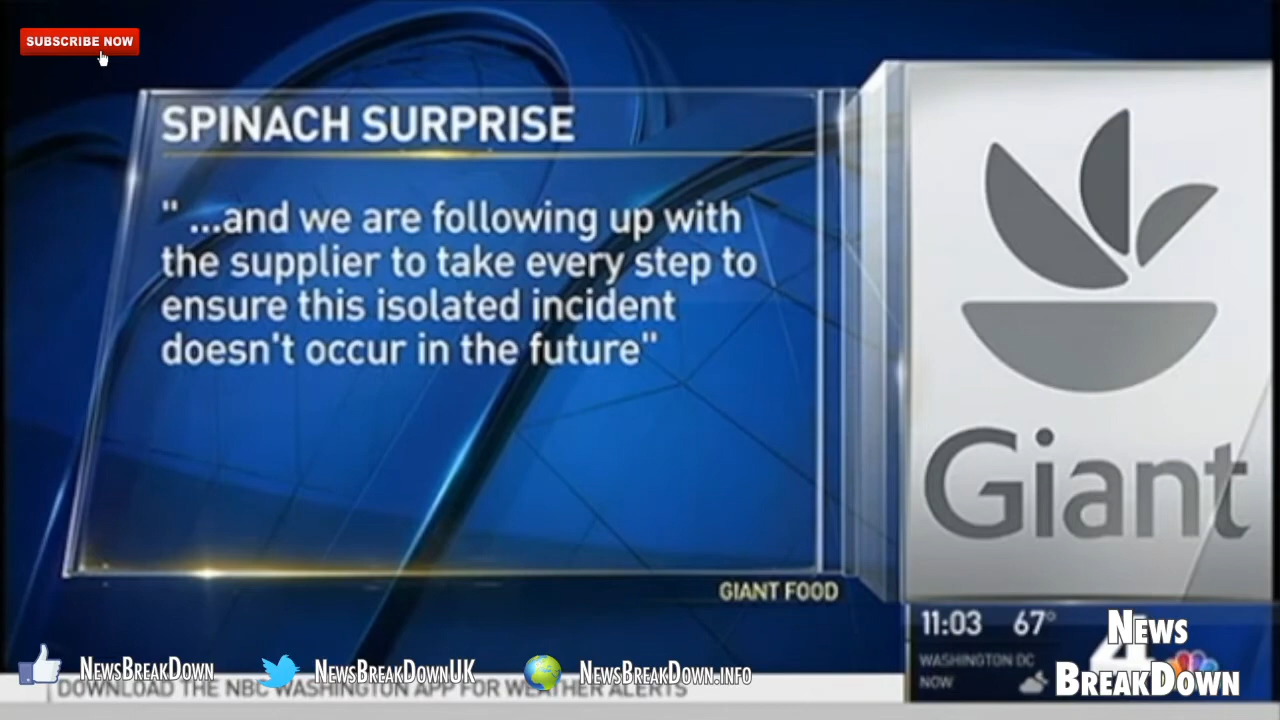 SUBSCRIBE NOW
SPINACH SURPRISE
" ...and we are following up with
the supplier to take every step to
ensure this isolated incident
doesn't occur in the future"
Giant
GIANT FOOD
11:03 67°
WASHINGTON DC
NOW
4
NEWS
BREAKDOWN
NEWSBREAKDOWN
NEWSBREAKDOWNUK
NEWSBREAKDOWN.INFO
DOWNLOAD THE NBC WASHINGTON APP FOR WEATHER ALERTS